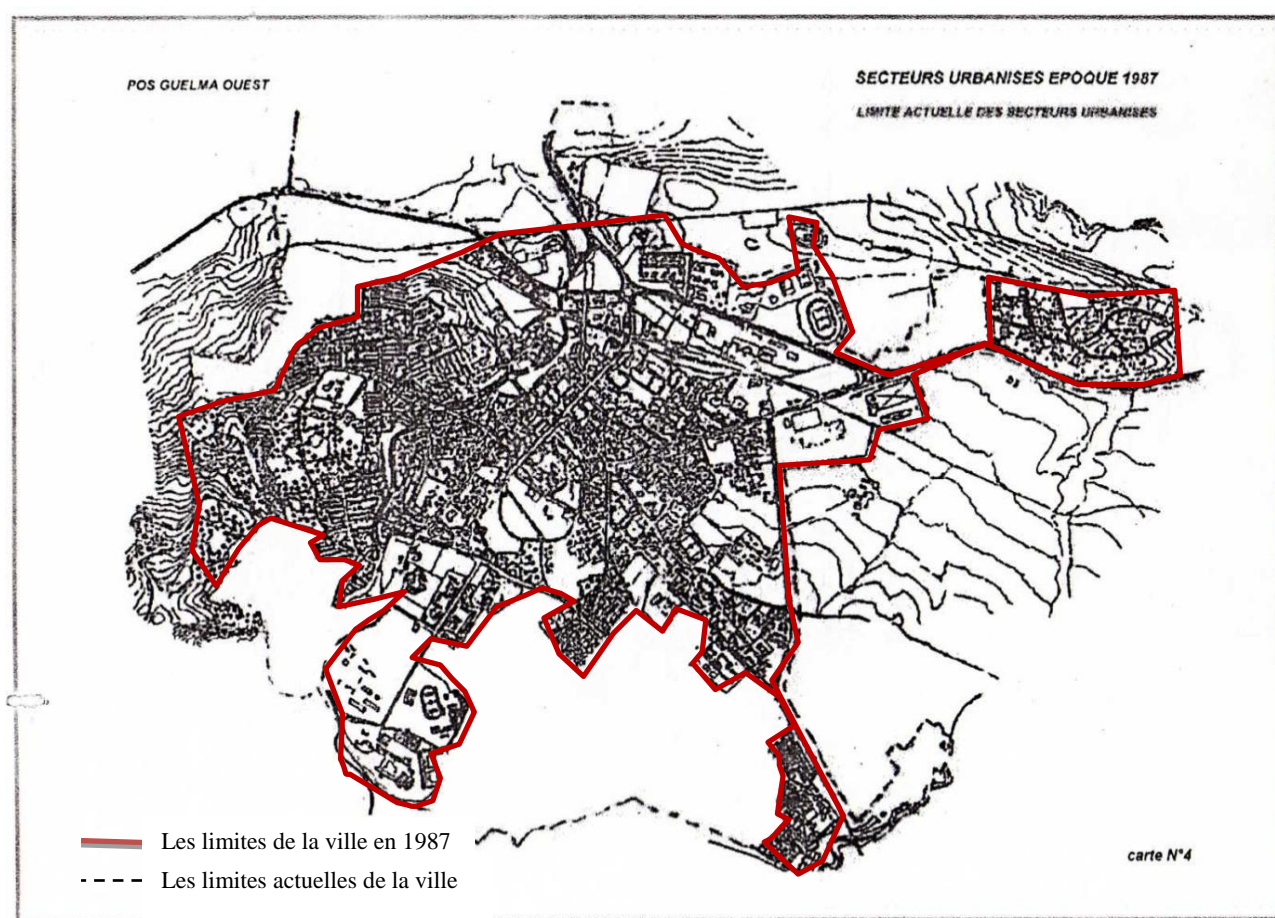 POS GUELMA OUEST
SECTEURS URBANISES EPOQUE 1987
LIMITE ACTUELLE DES SECTEURS URBANISES
Les limites de la ville en 1987
Les limites actuelles de la ville
carte N°4